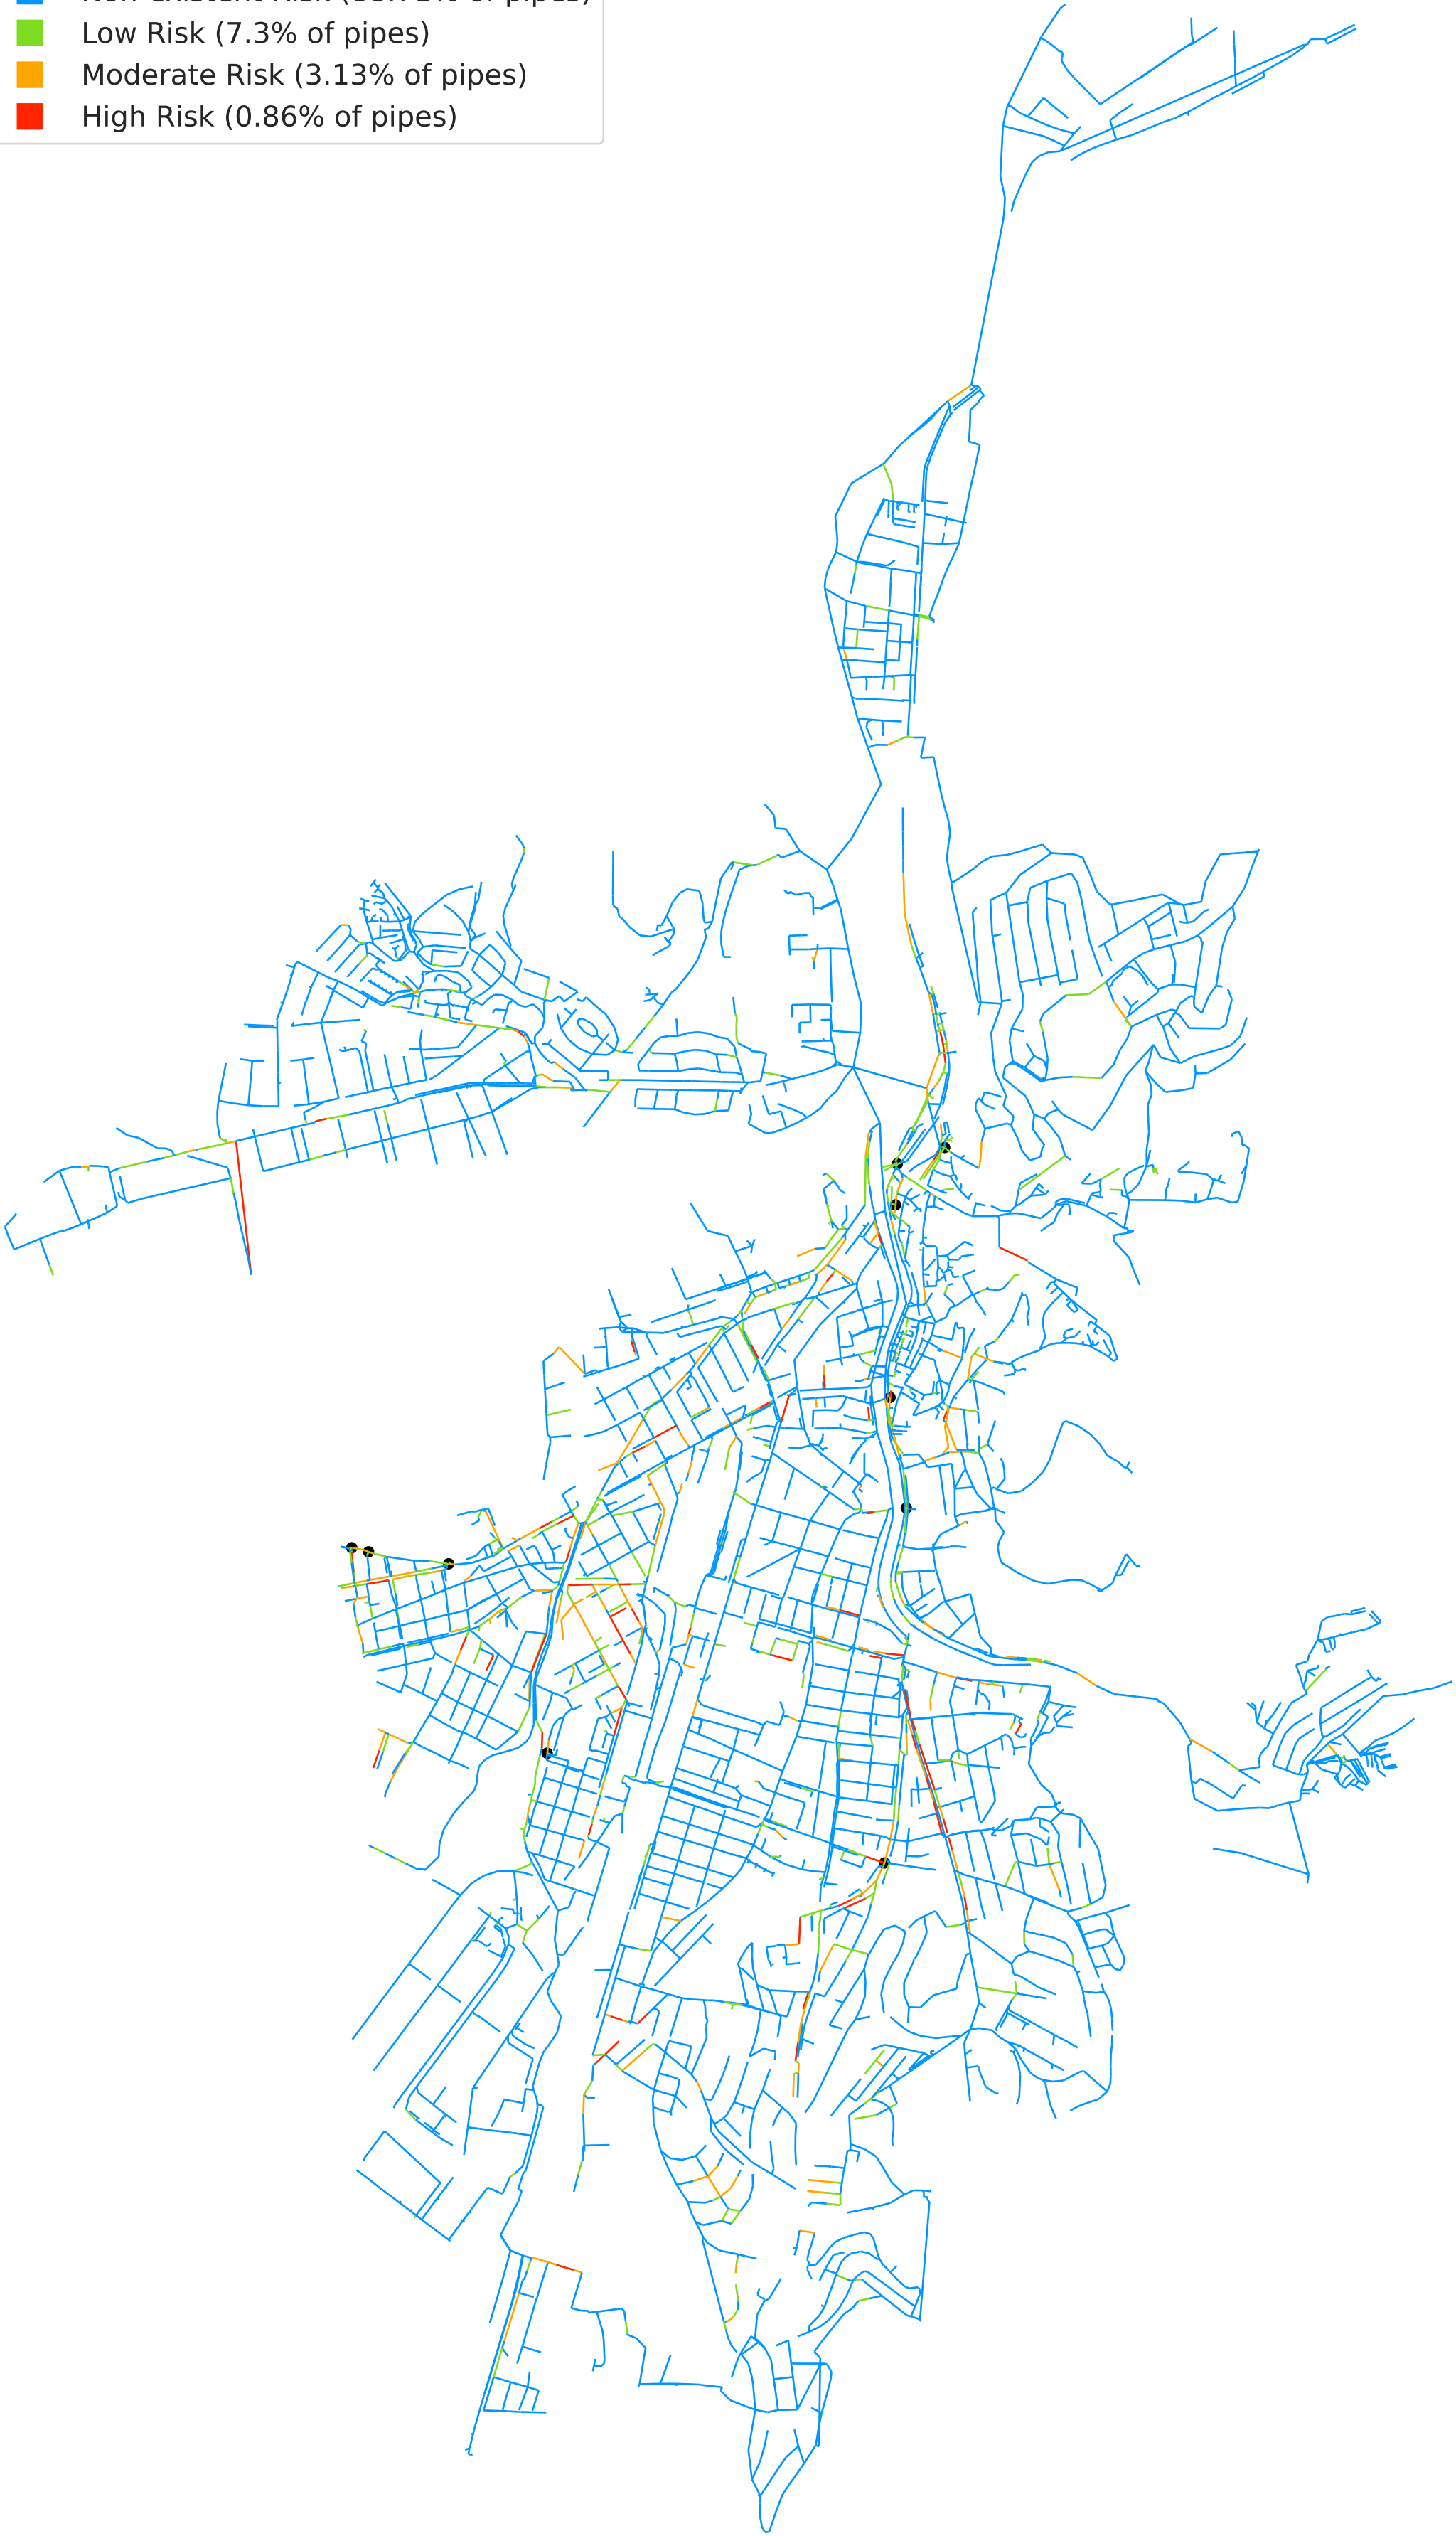 Low Risk (7.3% of pipes)
Moderate Risk (3.13% of pipes)
High Risk (0.86% of pipes)